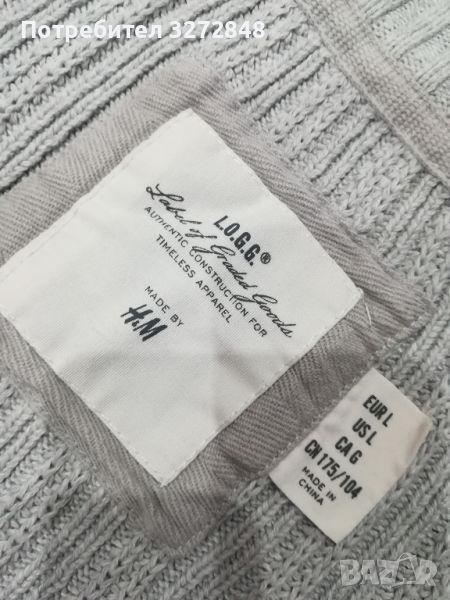 Потребител 3272848
L.O.G.G.®
Label of Graded Goods
AUTHENTIC CONSTRUCTION FOR
TIMELESS APPAREL
MADE BY
H&M
EUR L
US L
CA G
CN 175/104
MADE IN
CHINA
BAZAR